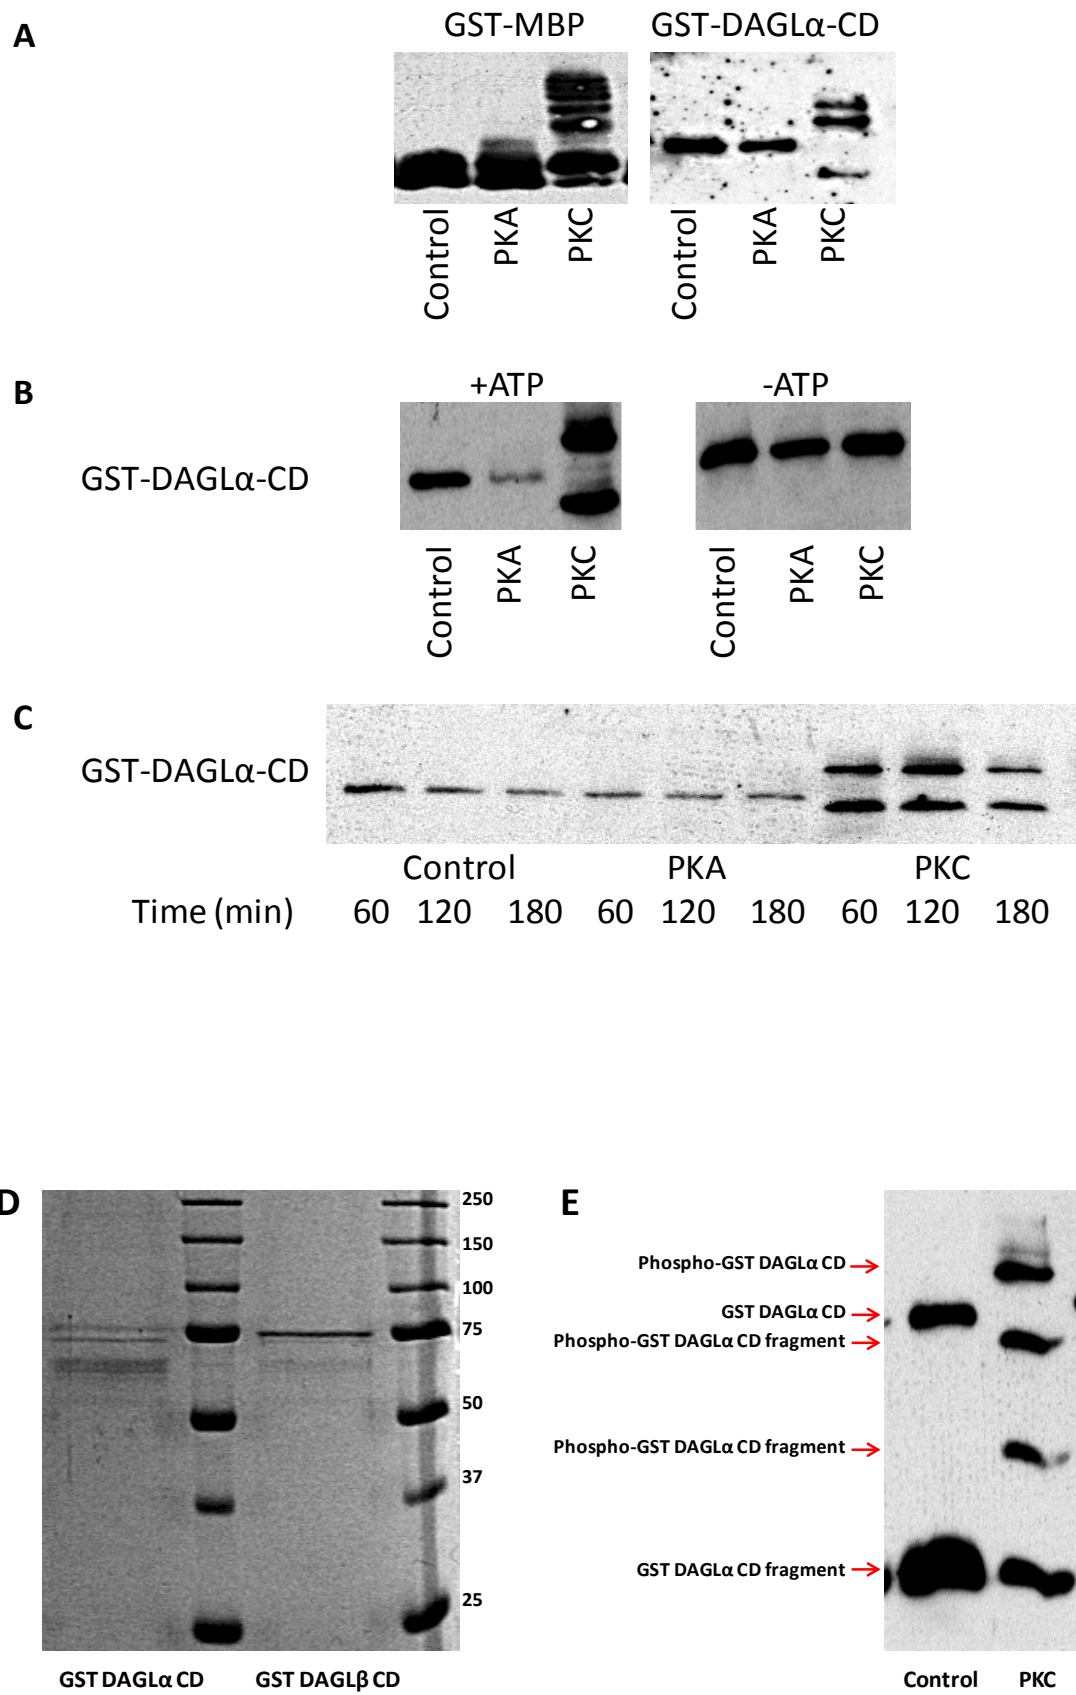 A
GST-MBP
GST-DAGLα-CD
Control
PKA
PKC
Control
PKA
PKC
B
+ATP
-ATP
GST-DAGLα-CD
Control
PKA
PKC
Control
PKA
PKC
C
GST-DAGLα-CD
Control PKA PKC
Time (min) 60 120 180 60 120 180 60 120 180
D
250
150
100
75
50
37
25
GST DAGLα CD
GST DAGLβ CD
E
Phospho-GST DAGLα CD
GST DAGLα CD
Phospho-GST DAGLα CD fragment
Phospho-GST DAGLα CD fragment
GST DAGLα CD fragment
Control
PKC